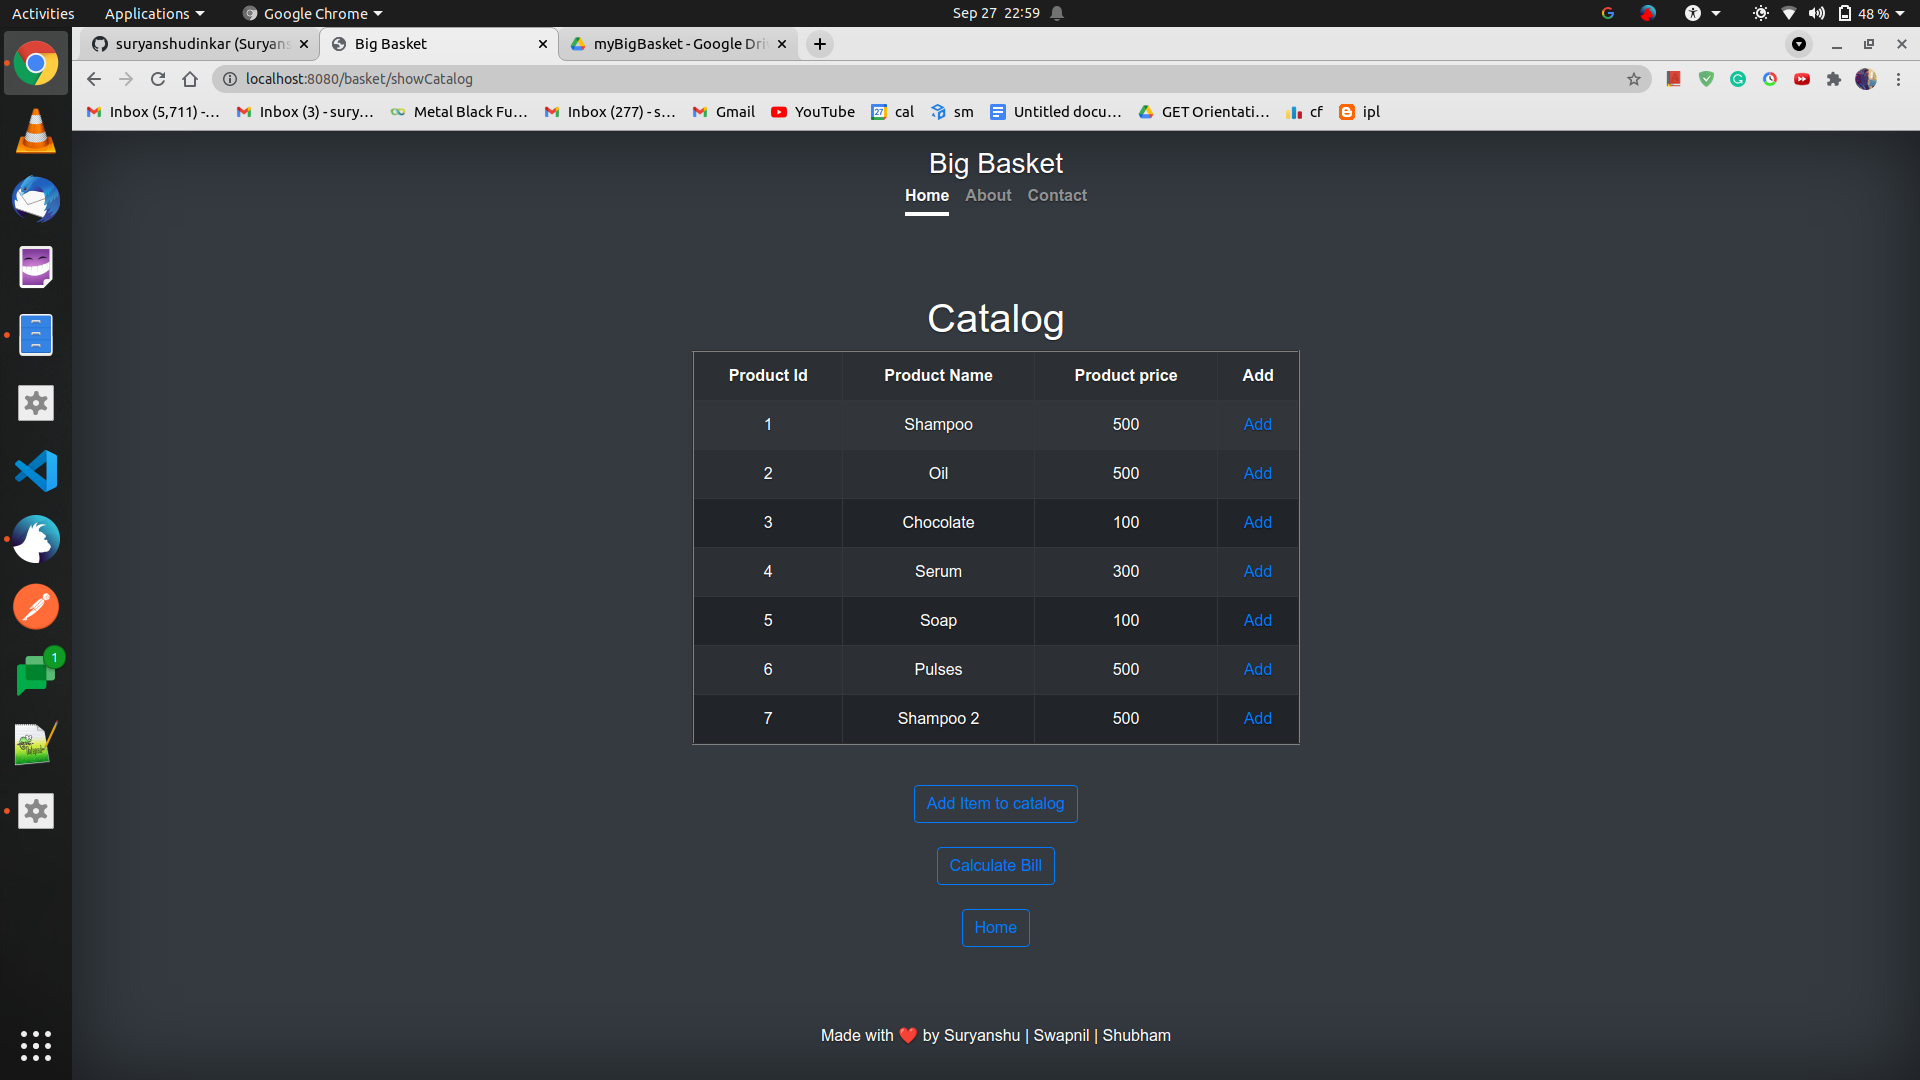 Activities Applications Google Chrome Sep 27 22:59 48 %
suryanshudinkar (Suryans Big Basket myBigBasket - Google Dri
localhost:8080/basket/showCatalog
Inbox (5,711) -... Inbox (3) - sury... Metal Black Fu... Inbox (277) - s... Gmail YouTube cal sm Untitled docu... GET Orientati... cf ipl
Big Basket
Home About Contact
Catalog
Product Id Product Name Product price Add
1 Shampoo 500 Add
2 Oil 500 Add
3 Chocolate 100 Add
4 Serum 300 Add
5 Soap 100 Add
6 Pulses 500 Add
7 Shampoo 2 500 Add
Add Item to catalog
Calculate Bill
Home
Made with ❤️ by Suryanshu | Swapnil | Shubham
1